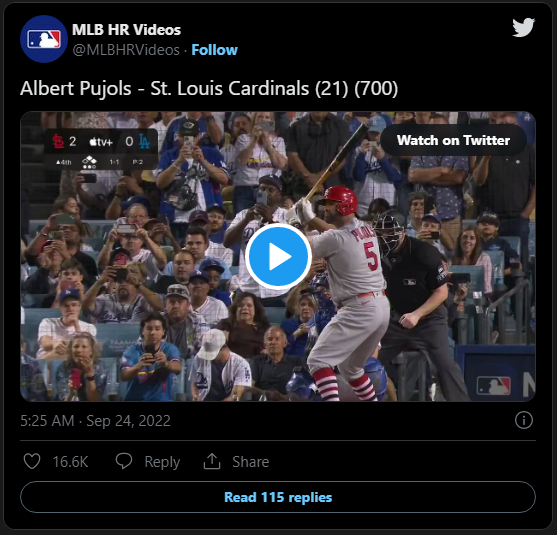 MLB HR Videos
@MLBHRVideos · Follow
Albert Pujols - St. Louis Cardinals (21) (700)
2 tv+ 0 LA
▲4th 1-1 P:2
Watch on Twitter
PUJOLS
5
5:25 AM · Sep 24, 2022
16.6K Reply Share
Read 115 replies